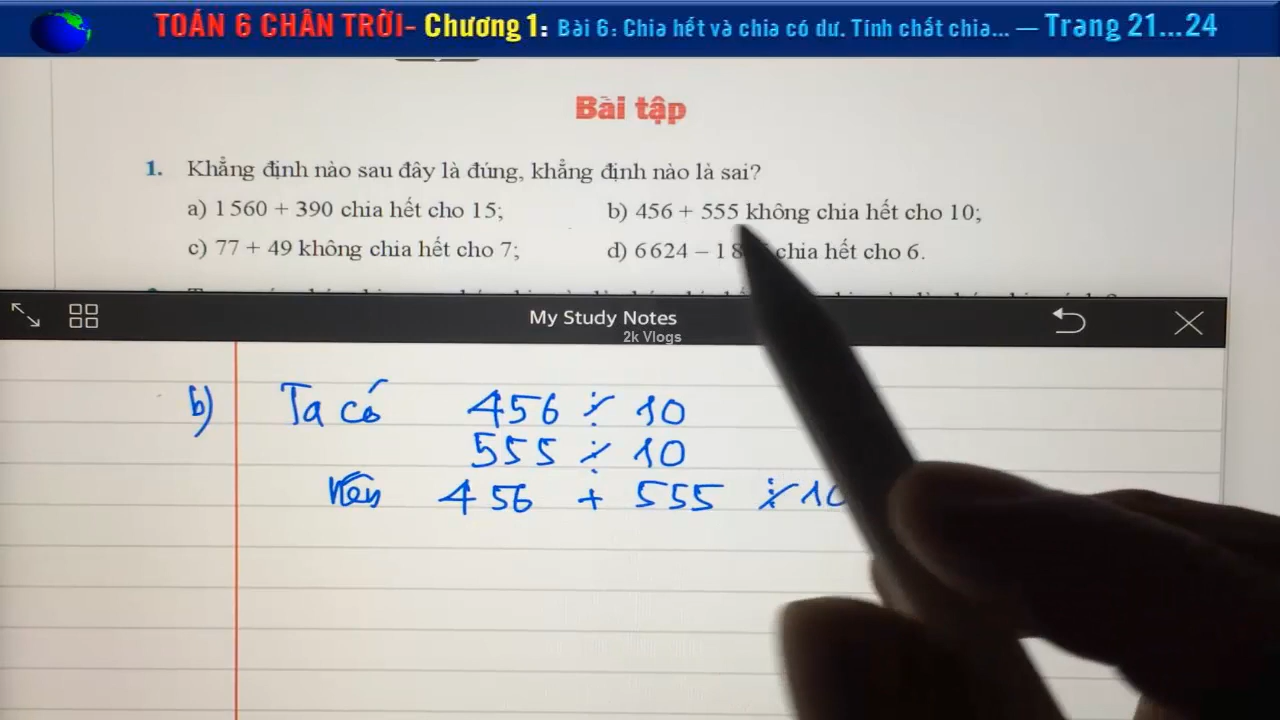 TOÁN 6 CHÂN TRỜI- Chương 1: Bài 6: Chia hết và chia có dư. Tính chất chia... — Trang 21...24
Bài tập
1. Khẳng định nào sau đây là đúng, khẳng định nào là sai?
a) 1 560 + 390 chia hết cho 15; b) 456 + 555 không chia hết cho 10;
c) 77 + 49 không chia hết cho 7; d) 6 624 – 1 8 chia hết cho 6.
My Study Notes
2k Vlogs
b) Ta có 456 ⋮̸ 10
555 ⋮̸ 10
nên 456 + 555 ⋮̸ 10